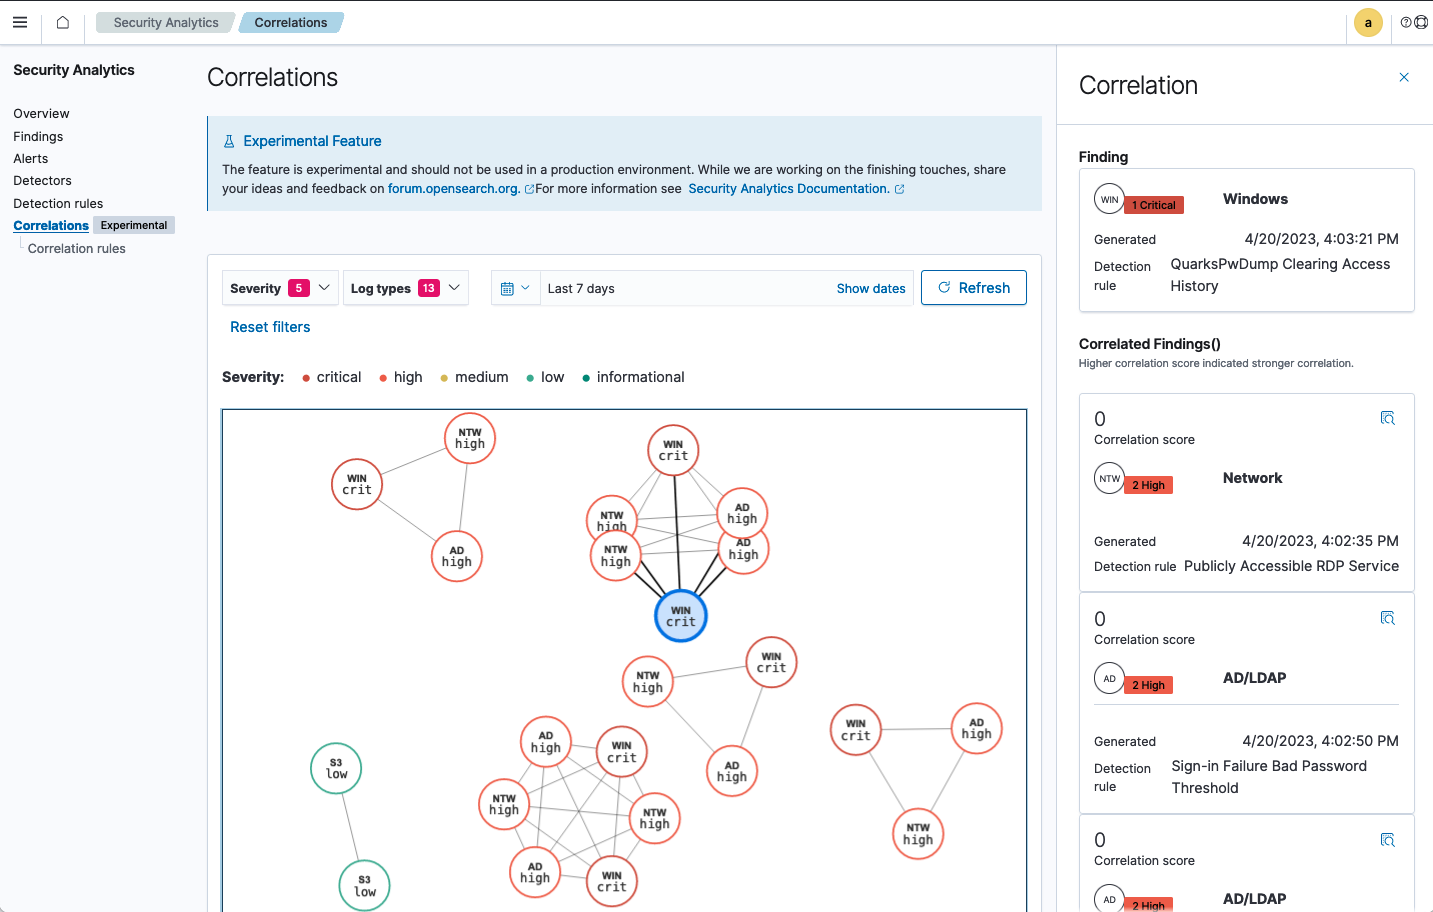 Security Analytics
Correlations
a
Security Analytics
Overview
Findings
Alerts
Detectors
Detection rules
Correlations Experimental
Correlation rules
Correlations
Experimental Feature
The feature is experimental and should not be used in a production environment. While we are working on the finishing touches, share
your ideas and feedback on forum.opensearch.org. For more information see Security Analytics Documentation.
Severity 5
Log types 13
Last 7 days
Show dates
Refresh
Reset filters
Severity: critical high medium low informational
NTW
high
WIN
crit
AD
high
WIN
crit
NTW
high
AD
high
NTW
high
AD
high
WIN
crit
NTW
high
WIN
crit
AD
high
WIN
crit
AD
high
NTW
high
AD
high
WIN
crit
NTW
high
NTW
high
AD
high
WIN
crit
S3
low
S3
low
Correlation
Finding
WIN 1 Critical Windows
Generated 4/20/2023, 4:03:21 PM
Detection QuarksPwDump Clearing Access
rule History
Correlated Findings()
Higher correlation score indicated stronger correlation.
0
Correlation score
NTW 2 High Network
Generated 4/20/2023, 4:02:35 PM
Detection rule Publicly Accessible RDP Service
0
Correlation score
AD 2 High AD/LDAP
Generated 4/20/2023, 4:02:50 PM
Detection Sign-in Failure Bad Password
rule Threshold
0
Correlation score
AD 2 High AD/LDAP